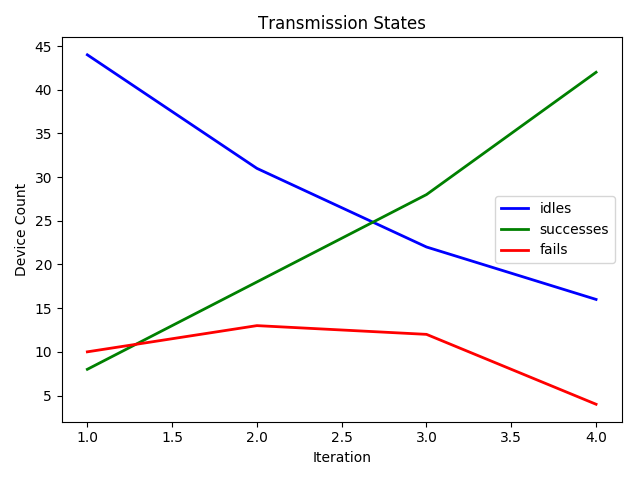 Transmission States
45
40
35
30
25
20
15
10
5
Device Count
idles
successes
fails
1.0 1.5 2.0 2.5 3.0 3.5 4.0
Iteration